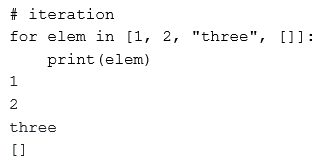 # iteration
for elem in [1, 2, "three", []]:
    print(elem)
1
2
three
[]